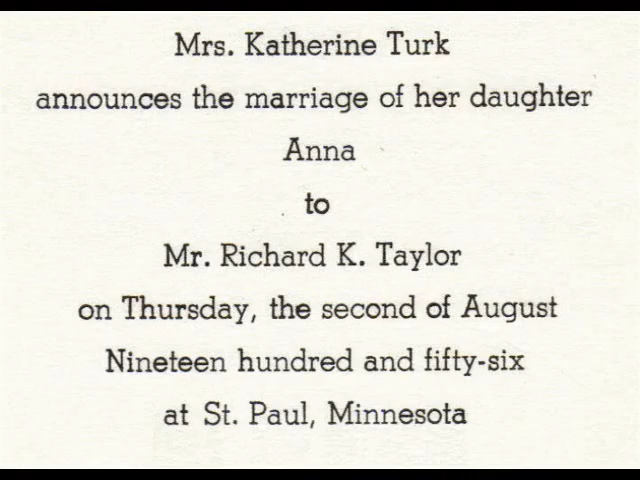 Mrs. Katherine Turk
announces the marriage of her daughter
Anna
to
Mr. Richard K. Taylor
on Thursday, the second of August
Nineteen hundred and fifty-six
at St. Paul, Minnesota